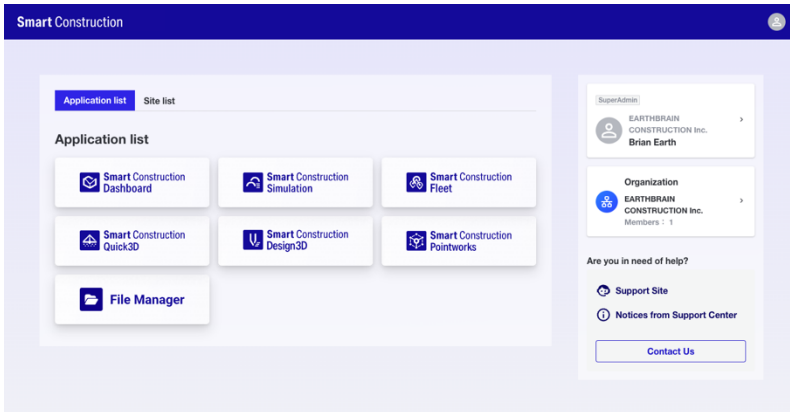 Smart Construction
Application list
Site list
Application list
Smart Construction
Dashboard
Smart Construction
Simulation
Smart Construction
Fleet
Smart Construction
Quick3D
Smart Construction
Design3D
Smart Construction
Pointworks
File Manager
SuperAdmin
EARTHBRAIN
CONSTRUCTION Inc.
Brian Earth
Organization
EARTHBRAIN
CONSTRUCTION Inc.
Members : 1
Are you in need of help?
Support Site
Notices from Support Center
Contact Us